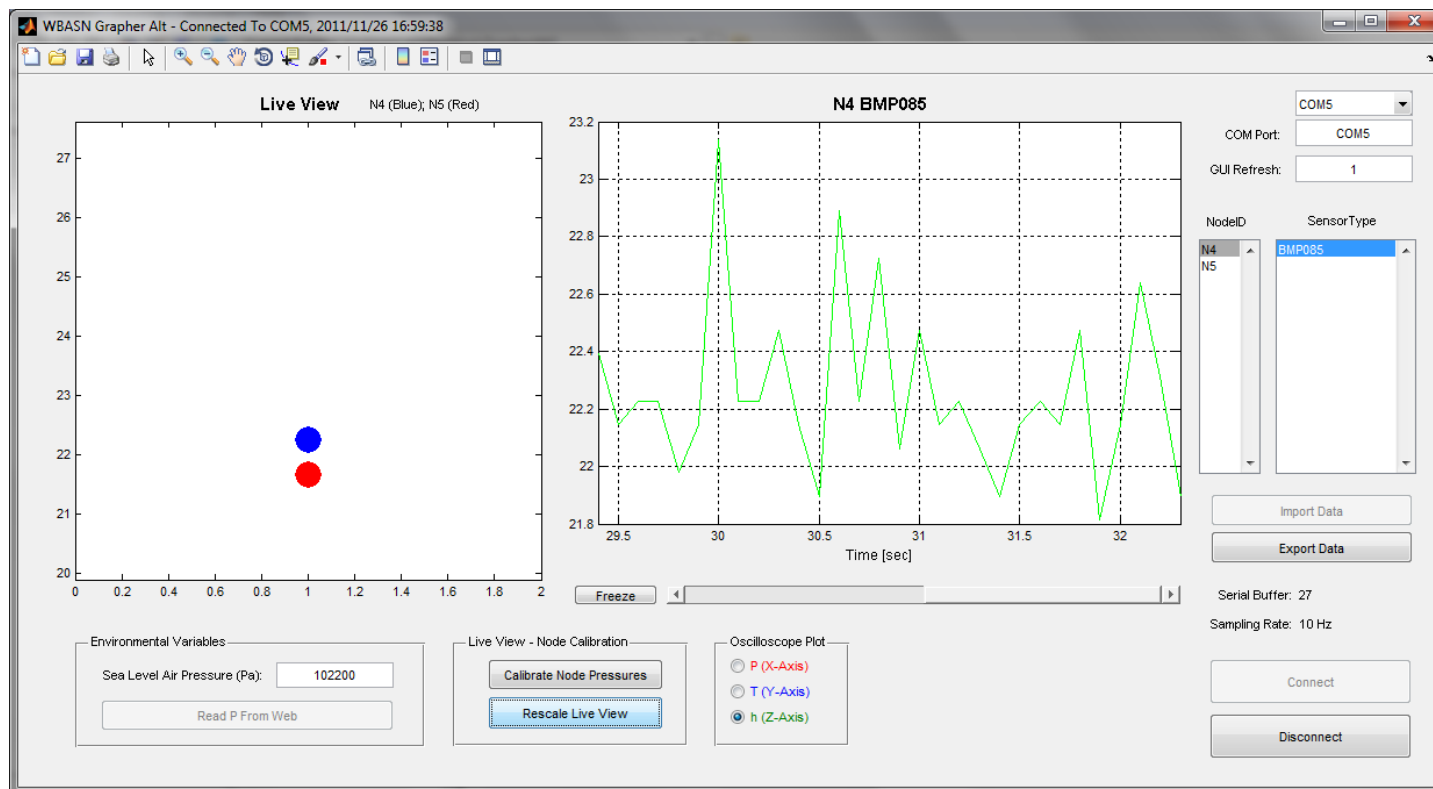 WBASN Grapher Alt - Connected To COM5, 2011/11/26 16:59:38
Live View N4 (Blue); N5 (Red)
27
26
25
24
23
22
21
20
0 0.2 0.4 0.6 0.8 1 1.2 1.4 1.6 1.8 2
N4 BMP085
23.2
23
22.8
22.6
22.4
22.2
22
21.8
29.5 30 30.5 31 31.5 32
Time [sec]
Freeze
COM5
COM Port: COM5
GUI Refresh: 1
NodeID SensorType
N4 BMP085
N5
Import Data
Export Data
Serial Buffer: 27
Sampling Rate: 10 Hz
Connect
Disconnect
Environmental Variables
Sea Level Air Pressure (Pa): 102200
Read P From Web
Live View - Node Calibration
Calibrate Node Pressures
Rescale Live View
Oscilloscope Plot
P (X-Axis)
T (Y-Axis)
h (Z-Axis)